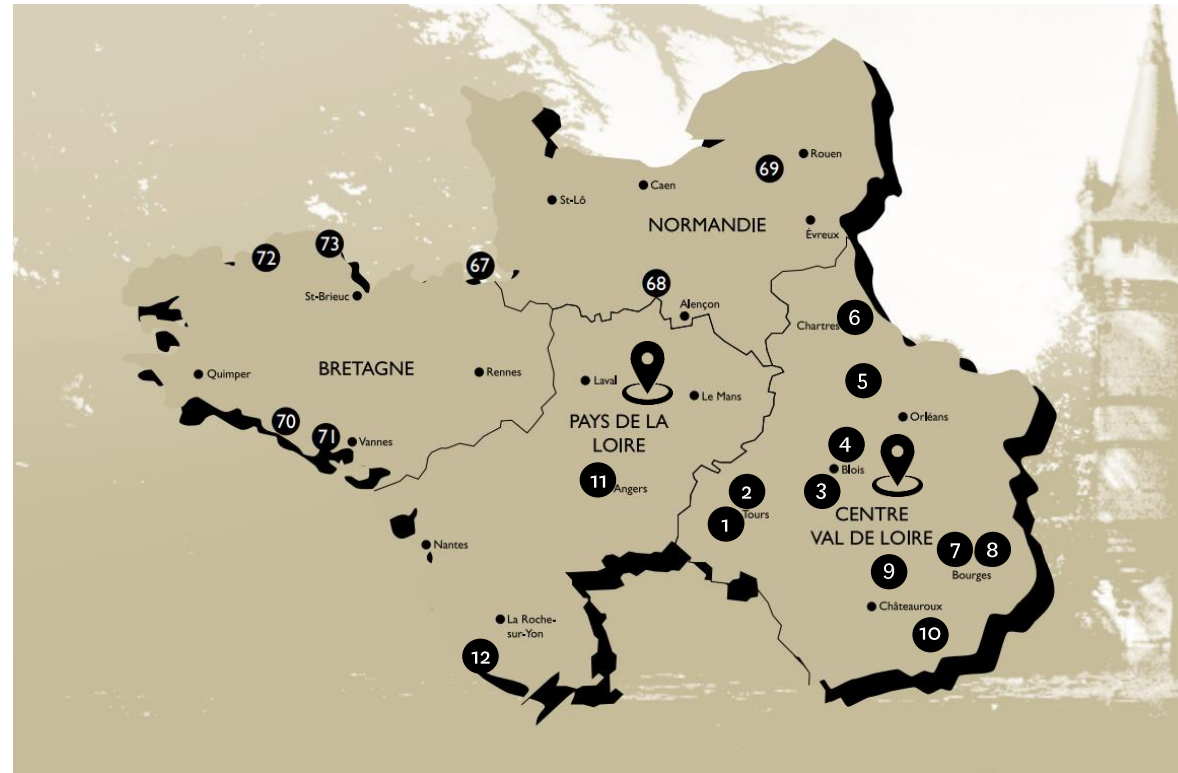 Rouen
69
Caen
St-Lô
NORMANDIE
Évreux
73
72
67
68
St-Brieuc
Alençon
6
Chartres
BRETAGNE
Quimper
Rennes
Laval
5
Le Mans
PAYS DE LA
LOIRE
Orléans
70
71
Vannes
4
Blois
11
Angers
2
3
1
Tours
CENTRE
VAL DE LOIRE
Nantes
7
8
Bourges
9
Châteauroux
La Roche-
sur-Yon
10
12